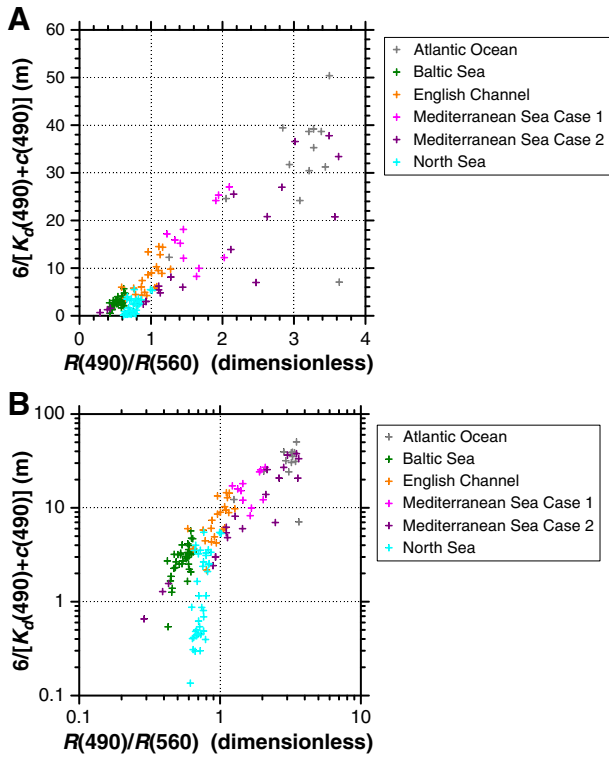 A
6/[Kd(490)+c(490)] (m)
60
50
40
30
20
10
0
0 1 2 3 4
R(490)/R(560) (dimensionless)
Atlantic Ocean
Baltic Sea
English Channel
Mediterranean Sea Case 1
Mediterranean Sea Case 2
North Sea
B
6/[Kd(490)+c(490)] (m)
100
10
1
0.1
0.1 1 10
R(490)/R(560) (dimensionless)
Atlantic Ocean
Baltic Sea
English Channel
Mediterranean Sea Case 1
Mediterranean Sea Case 2
North Sea